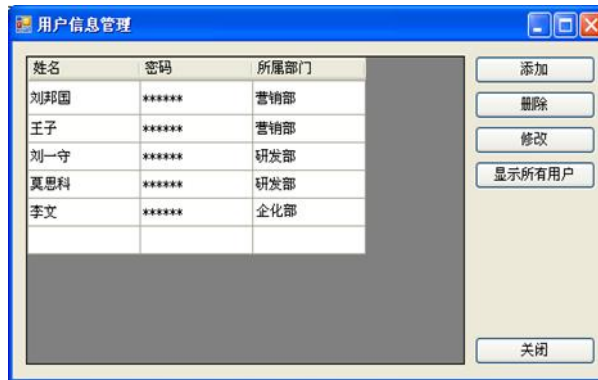 用户信息管理
姓名 密码 所属部门
刘邦国 ****** 营销部
王子 ****** 营销部
刘一守 ****** 研发部
莫思科 ****** 研发部
李文 ****** 企化部
添加
删除
修改
显示所有用户
关闭